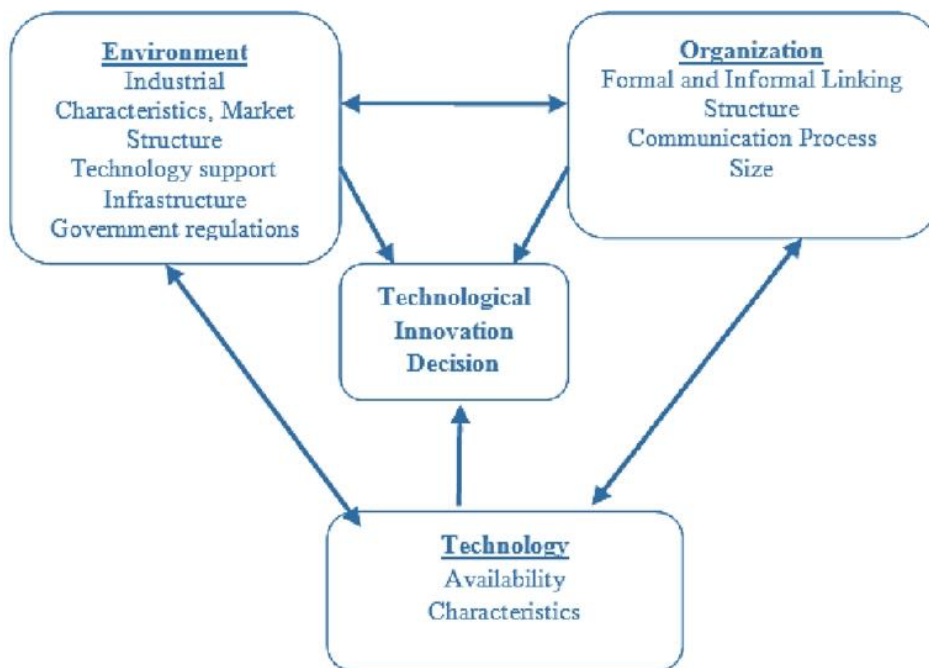 Environment
Industrial
Characteristics, Market
Structure
Technology support
Infrastructure
Government regulations
Organization
Formal and Informal Linking
Structure
Communication Process
Size
Technological
Innovation
Decision
Technology
Availability
Characteristics